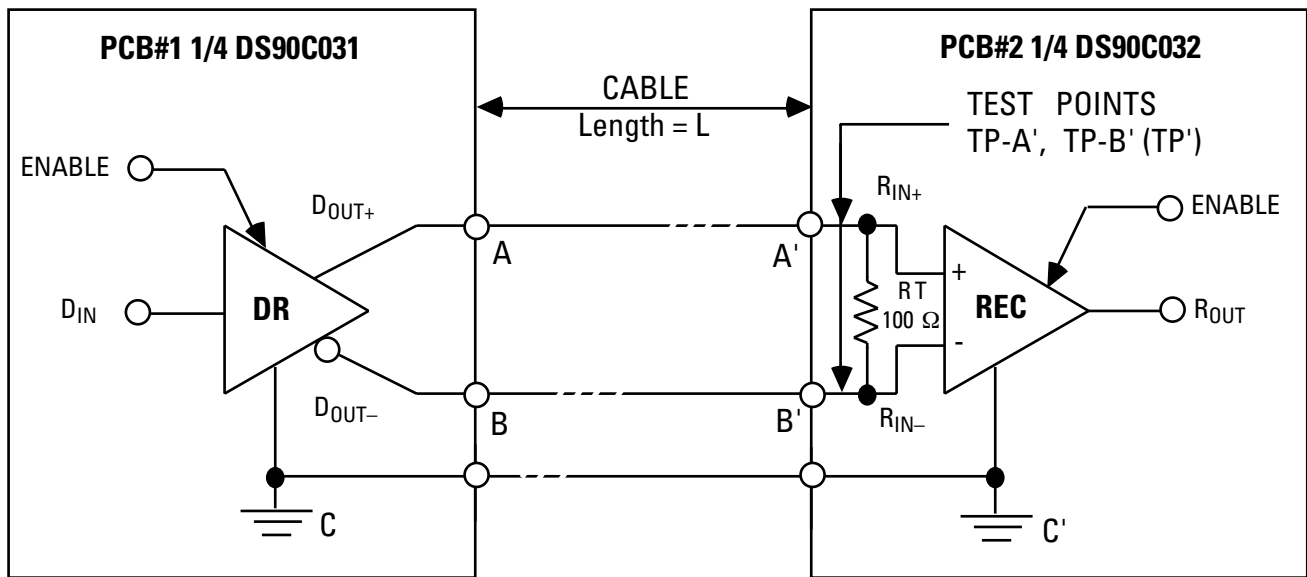 PCB#1 1/4 DS90C031
PCB#2 1/4 DS90C032
CABLE
Length = L
TEST POINTS
TP-A', TP-B' (TP')
ENABLE
DOUT+
A
A'
RIN+
ENABLE
DIN
DR
RT
100 Ω
+
-
REC
ROUT
DOUT–
B
B'
RIN–
C
C'